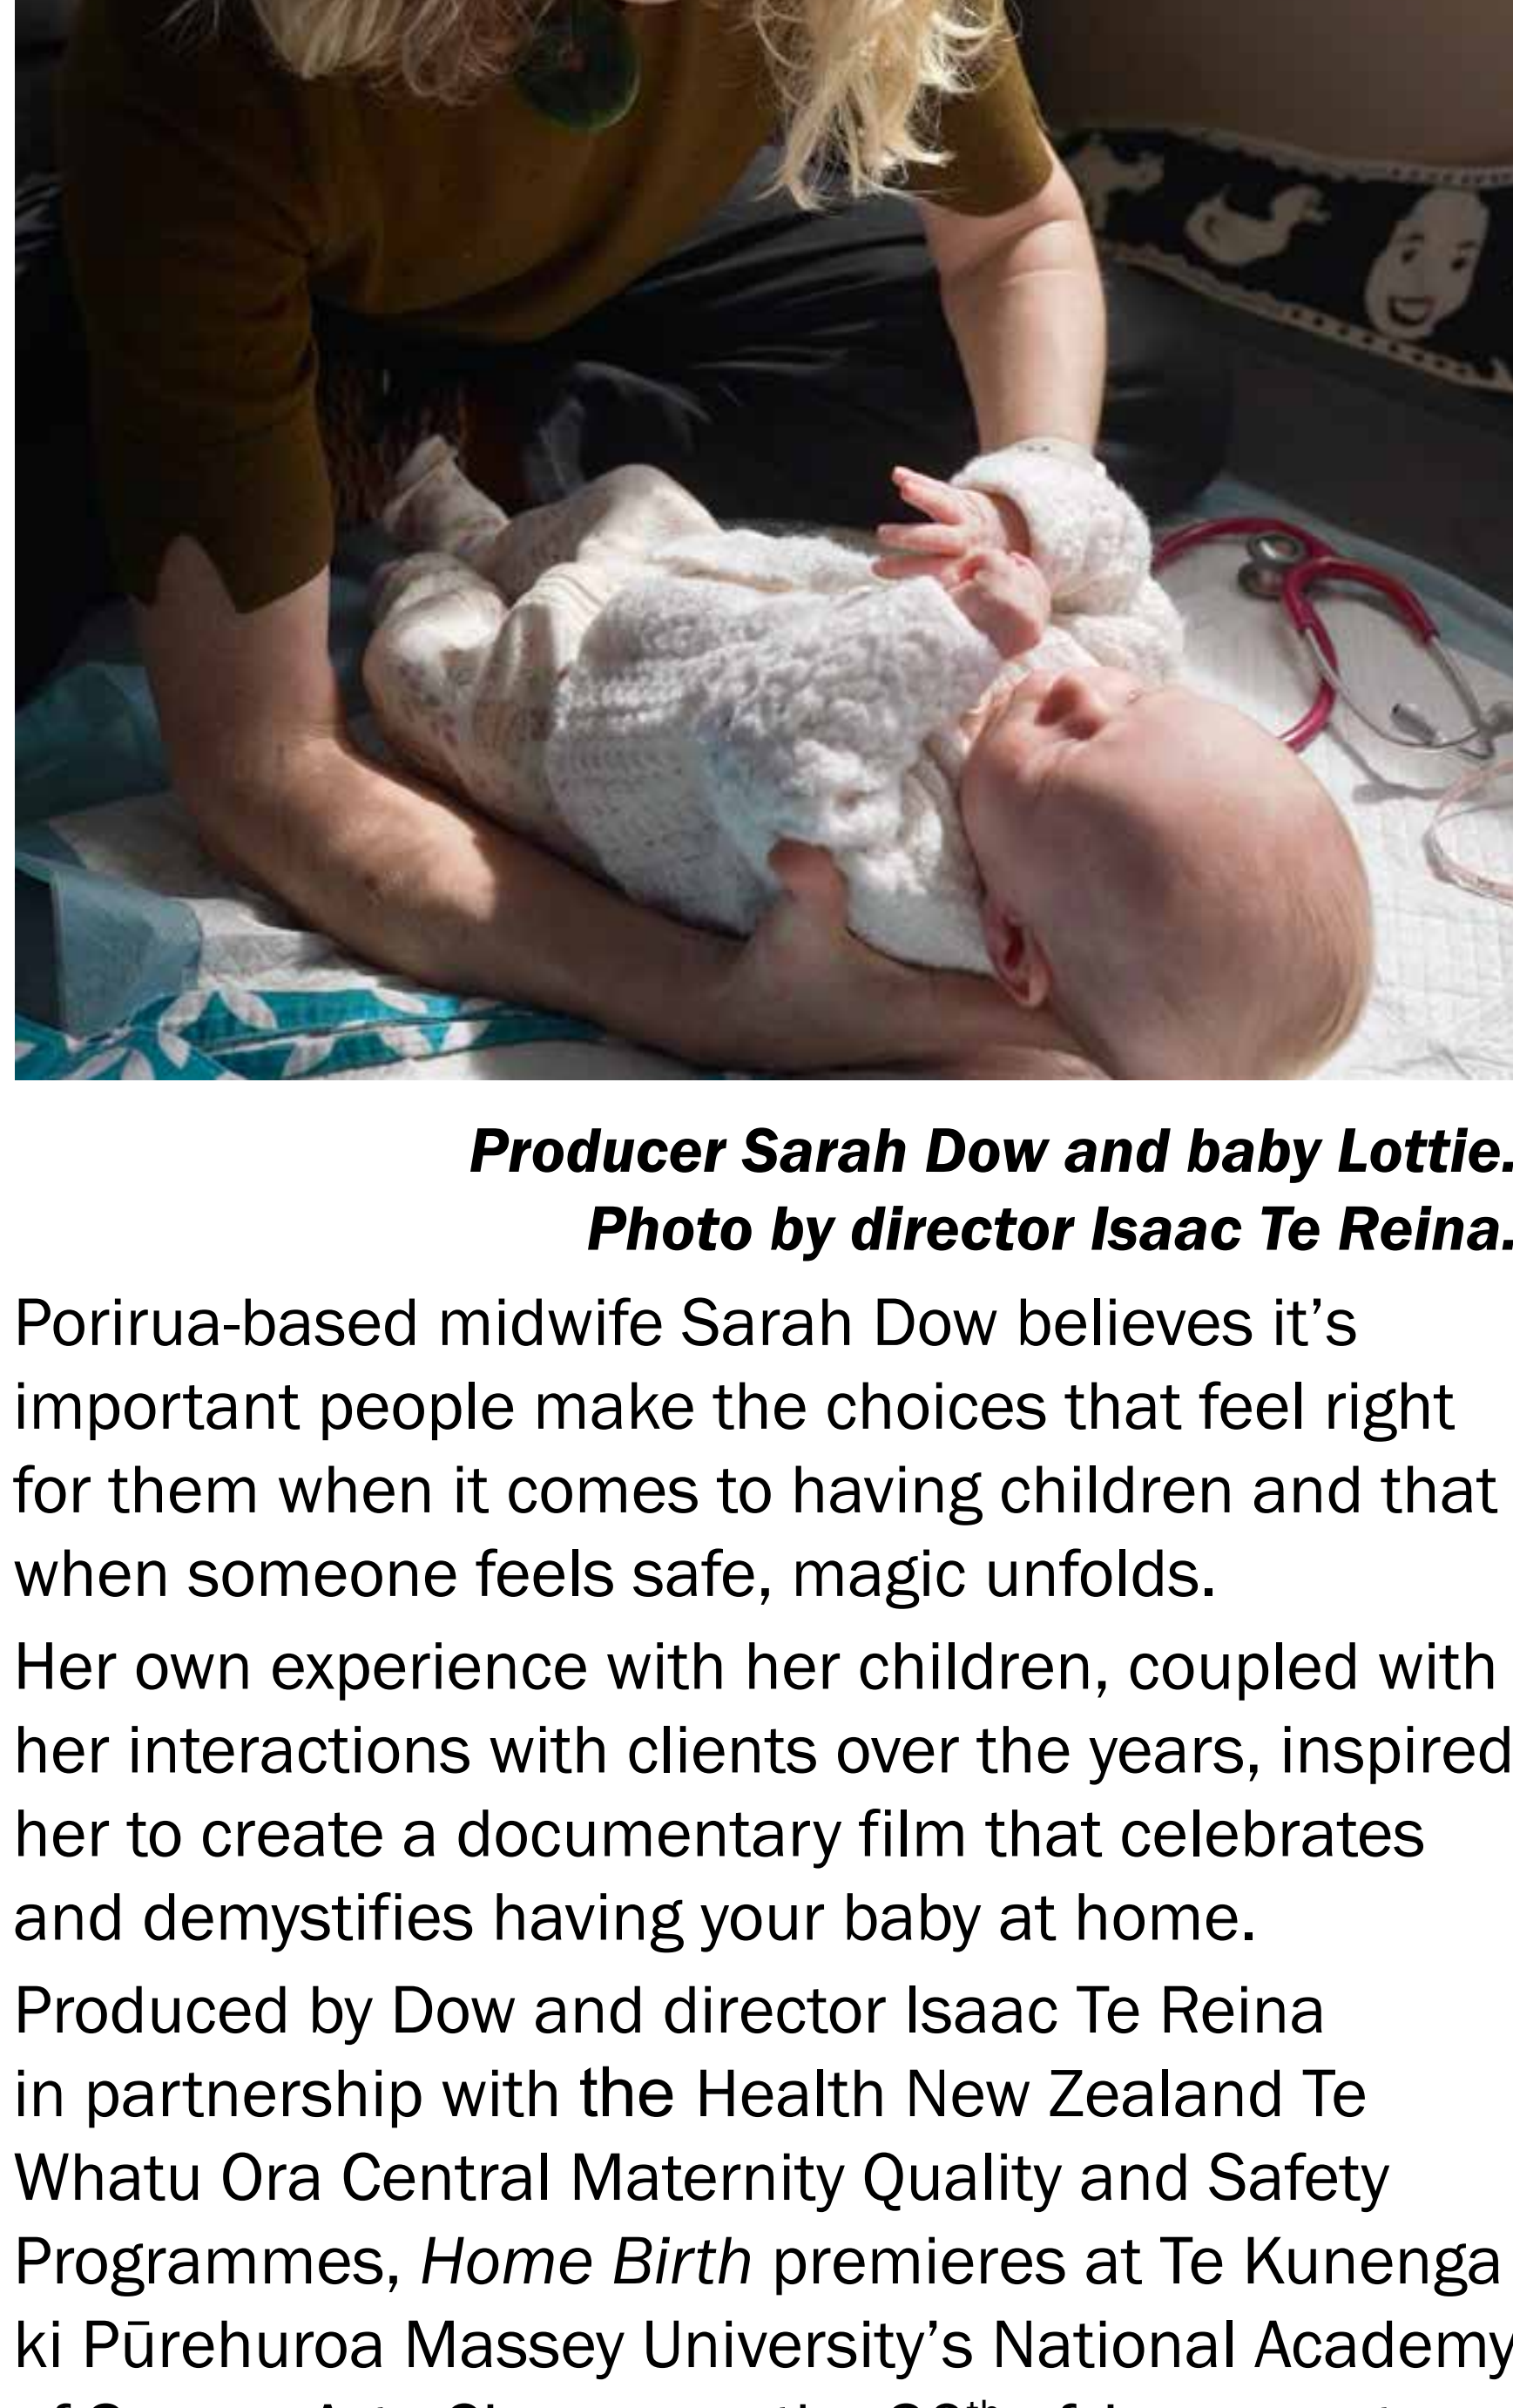 Producer Sarah Dow and baby Lottie.
Photo by director Isaac Te Reina.
Porirua-based midwife Sarah Dow believes it’s
important people make the choices that feel right
for them when it comes to having children and that
when someone feels safe, magic unfolds.
Her own experience with her children, coupled with
her interactions with clients over the years, inspired
her to create a documentary film that celebrates
and demystifies having your baby at home.
Produced by Dow and director Isaac Te Reina
in partnership with the Health New Zealand Te
Whatu Ora Central Maternity Quality and Safety
Programmes, Home Birth premieres at Te Kunenga
ki Pūrehuroa Massey University’s National Academy